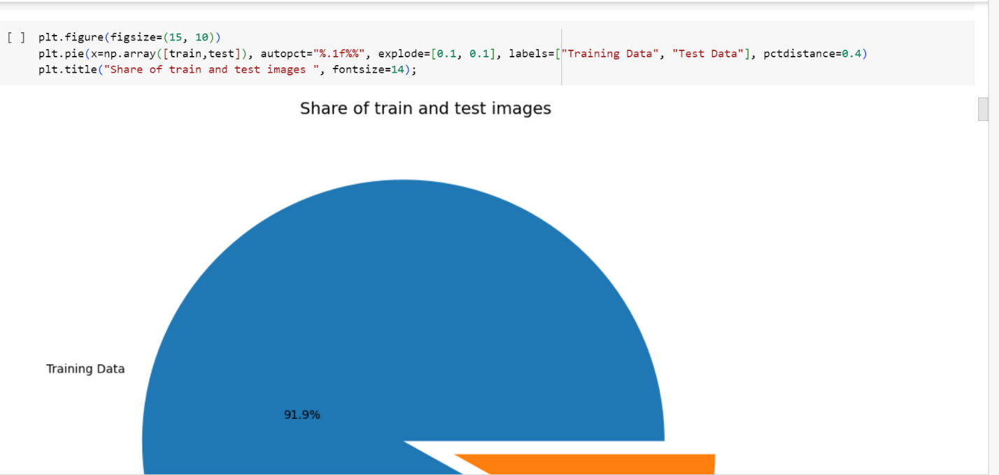 [ ] plt.figure(figsize=(15, 10))
plt.pie(x=np.array([train,test]), autopct="%.1f%%", explode=[0.1, 0.1], labels=["Training Data", "Test Data"], pctdistance=0.4)
plt.title("Share of train and test images ", fontsize=14);
Share of train and test images
Training Data
91.9%